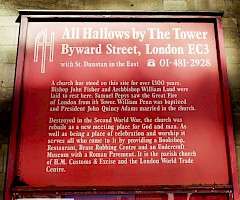 All Hallows by The Tower
Byward Street, London EC3
with St. Dunstan in the East ☎ 01-481-2928
A church has stood on this site for over 1300 years.
Bishop John Fisher and Archbishop William Laud were
laid to rest here. Samuel Pepys saw the Great Fire
of London from its Tower. William Penn was baptised
and President John Quincy Adams married in the church.
Destroyed in the Second World War, the church was
rebuilt as a new meeting place for God and man. As
well as being a place of celebration and worship it
serves all who come to it by providing a Bookshop,
Restaurant, Brass Rubbing Centre and an Undercroft
Museum with a Roman Pavement. It is the parish church
of H.M. Customs & Excise and the London World Trade
Centre.